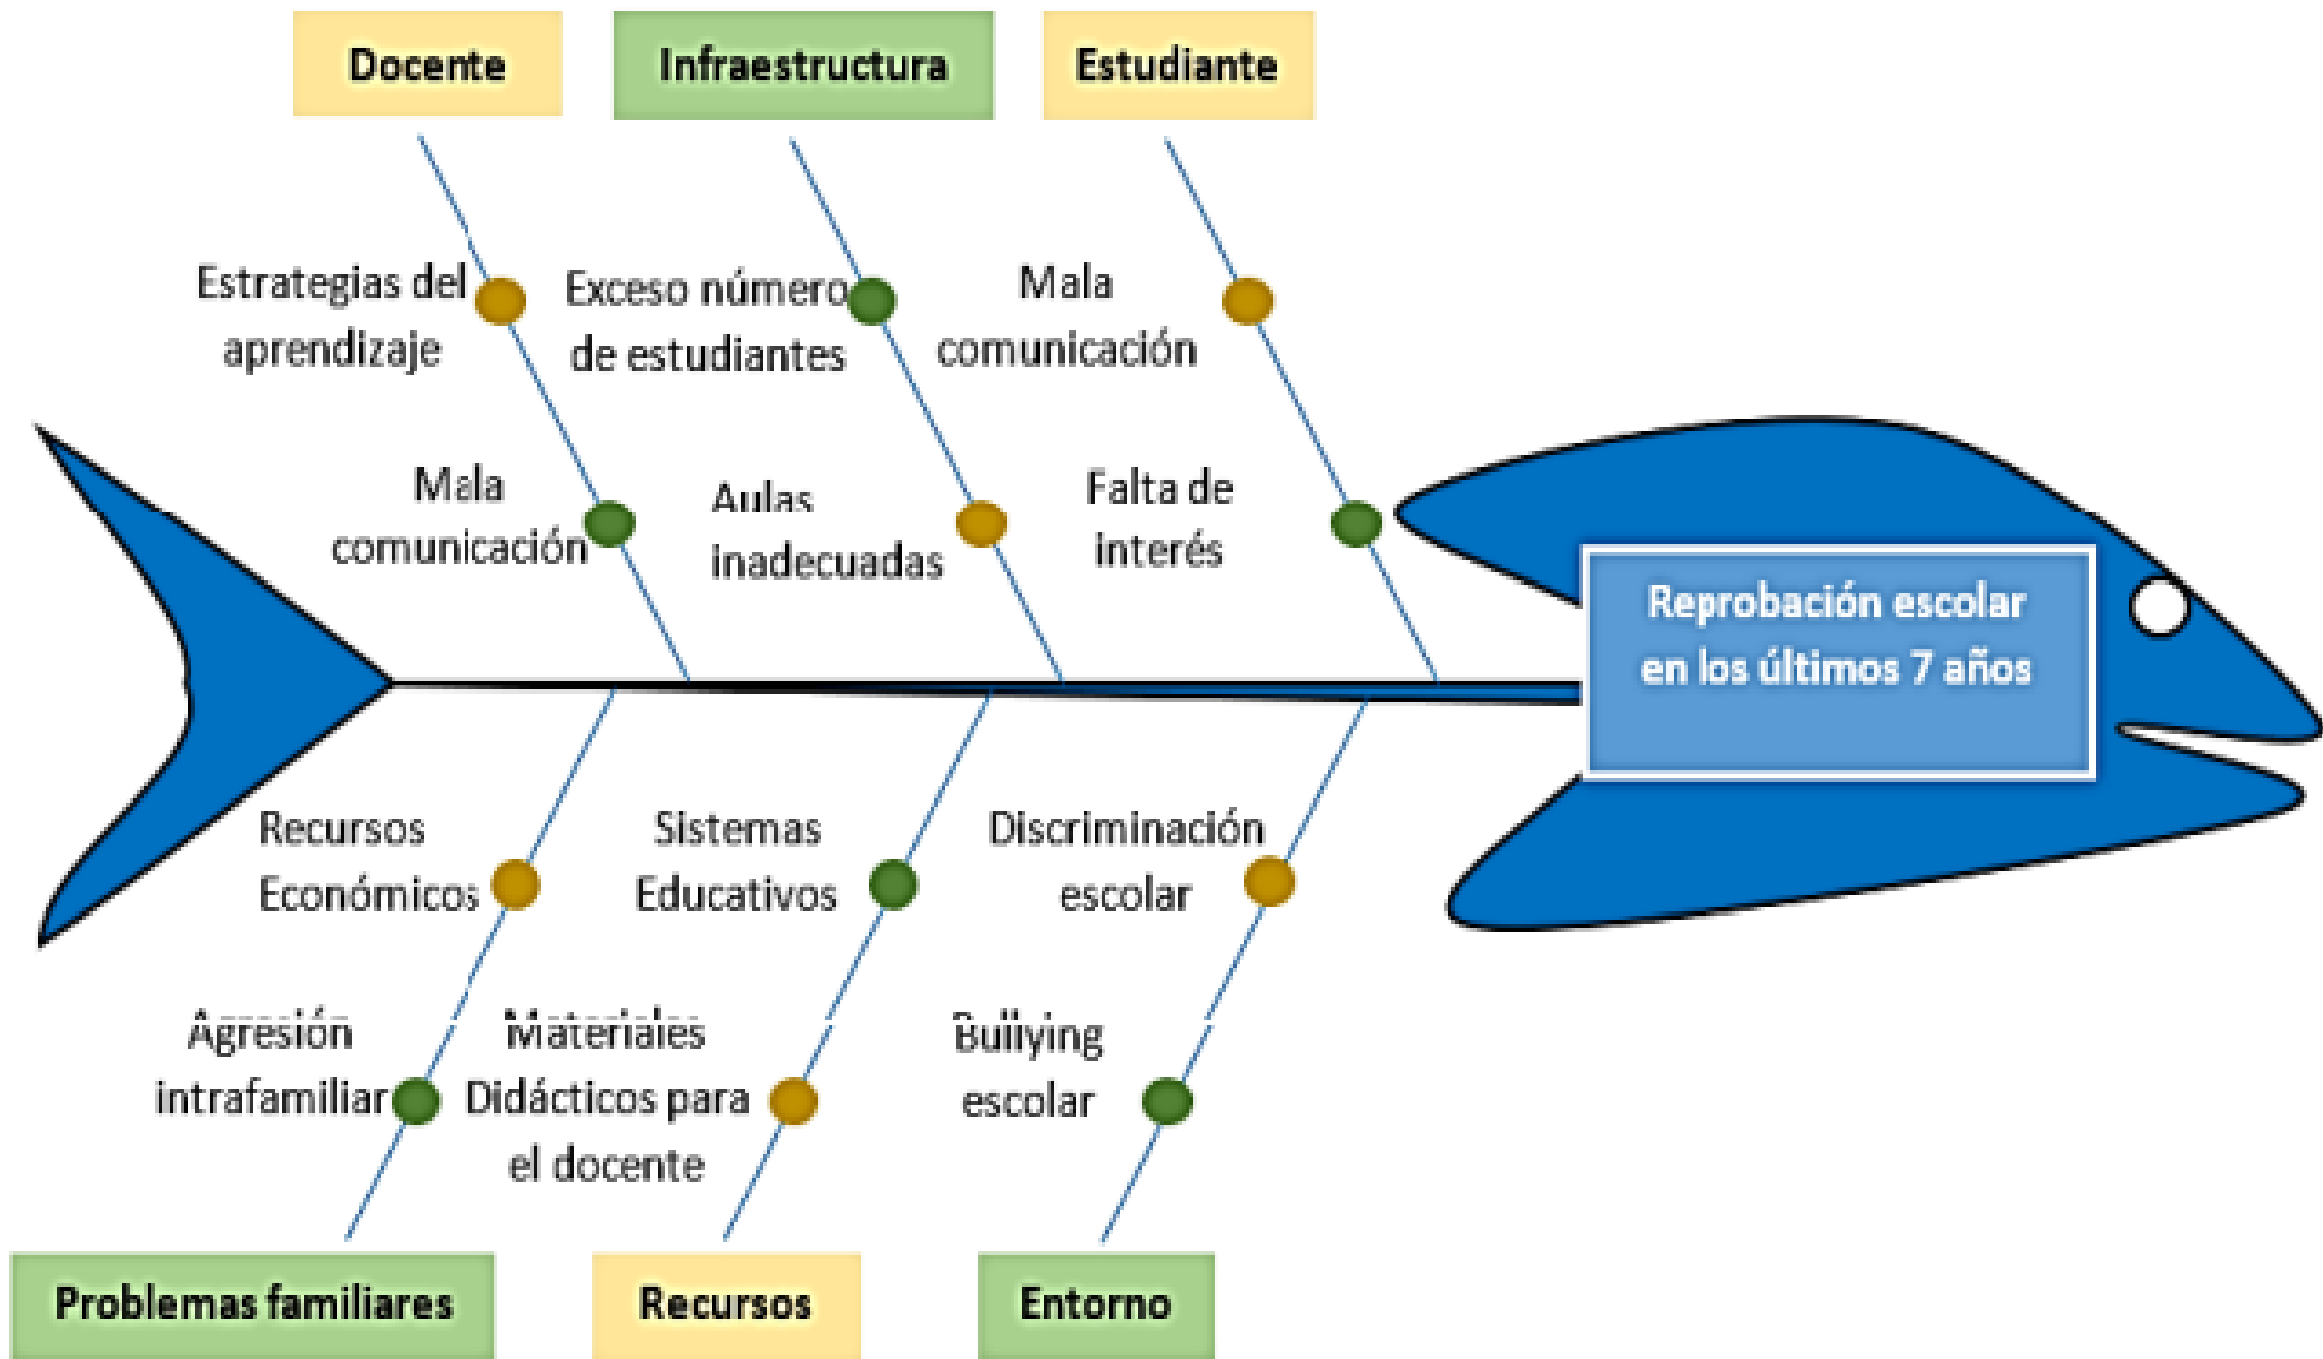 Docente
Infraestructura
Estudiante
Estrategias del
aprendizaje
Exceso número
de estudiantes
Mala
comunicación
Mala
comunicación
Aulas
inadecuadas
Falta de
interés
Reprobación escolar
en los últimos 7 años
Recursos
Económicos
Sistemas
Educativos
Discriminación
escolar
Agresión
intrafamiliar
Materiales
Didácticos para
el docente
Bullying
escolar
Problemas familiares
Recursos
Entorno